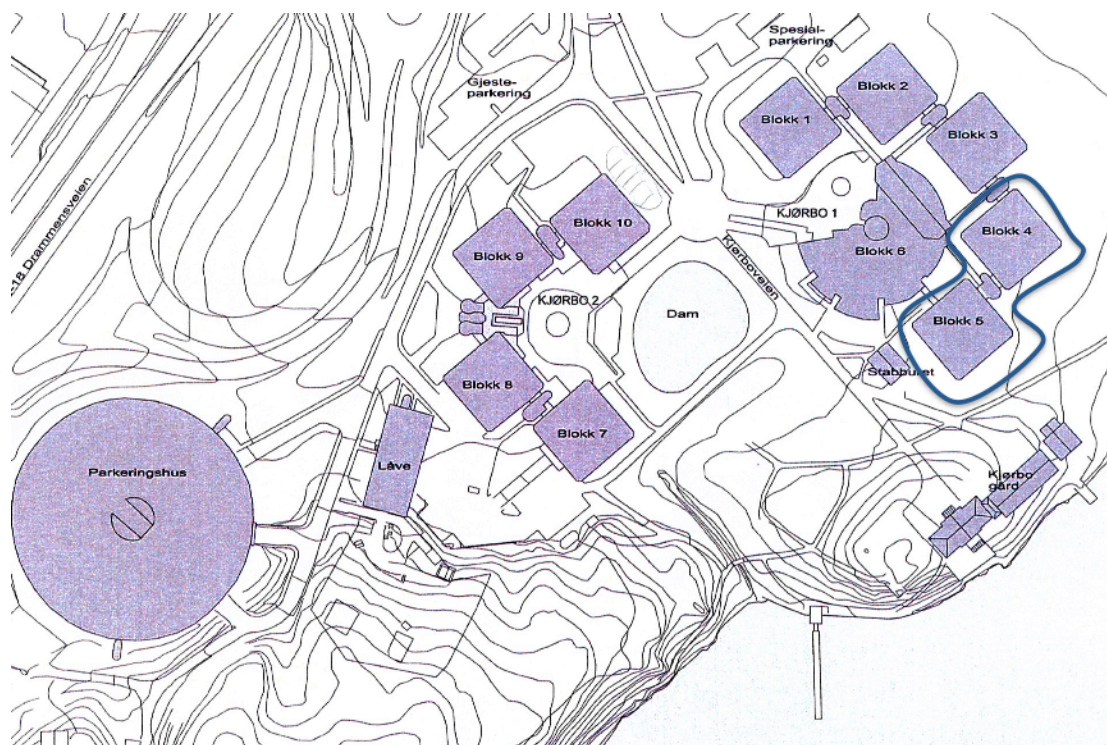 Spesial-
parkering
Gjeste-
parkering
Blokk 1
Blokk 2
Blokk 3
Blokk 4
Blokk 5
Blokk 6
KJØRBO 1
Kjørboveien
Blokk 10
Blokk 9
KJØRBO 2
Dam
Blokk 8
Blokk 7
Stabburet
Låve
Parkeringshus
Kjørbo
gård
-18 Drammensveien